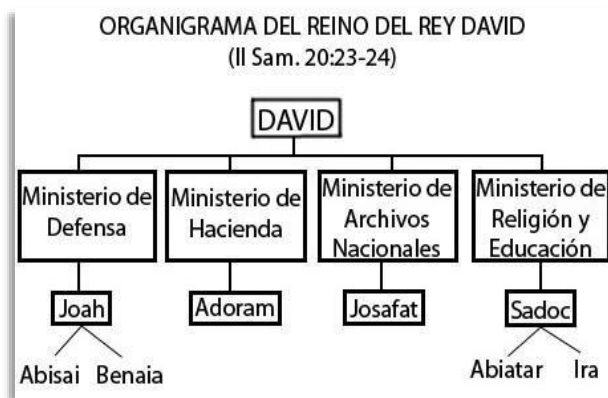 ORGANIGRAMA DEL REINO DEL REY DAVID
(II Sam. 20:23-24)
DAVID
Ministerio de
Defensa
Ministerio de
Hacienda
Ministerio de
Archivos
Nacionales
Ministerio de
Religión y
Educación
Joah
Adoram
Josafat
Sadoc
Abisai Benaia
Abiatar Ira